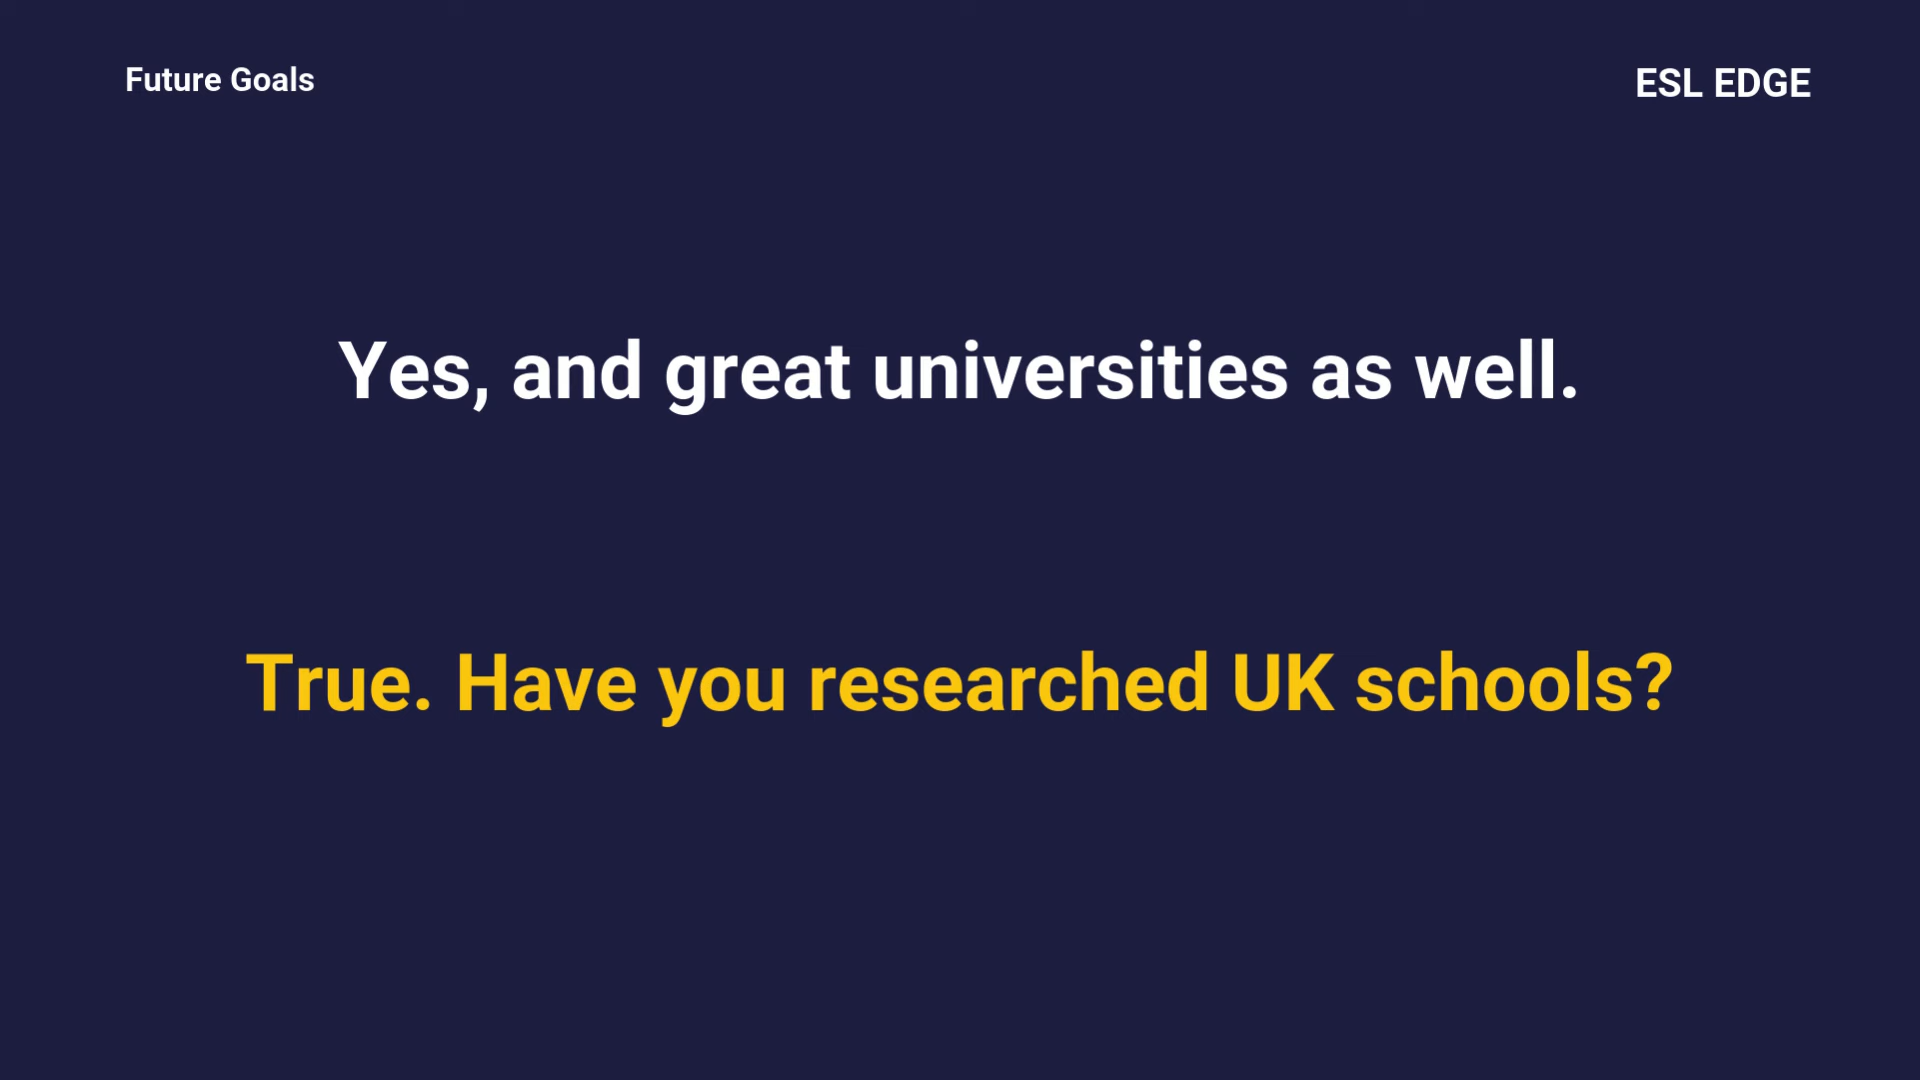 Future Goals
ESL EDGE
Yes, and great universities as well.
True. Have you researched UK schools?